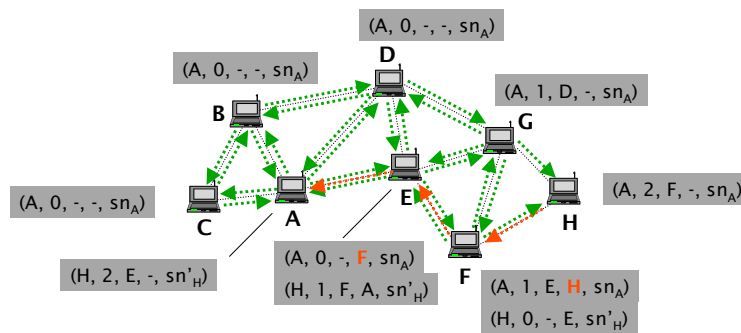 (A, 0, -, -, snA)
D
(A, 0, -, -, snA)
B
(A, 1, D, -, snA)
G
(A, 0, -, -, snA)
C
A
E
H
(A, 2, F, -, snA)
F
(H, 2, E, -, sn'H)
(A, 0, -, F, snA)
(H, 1, F, A, sn'H)
(A, 1, E, H, snA)
(H, 0, -, E, sn'H)